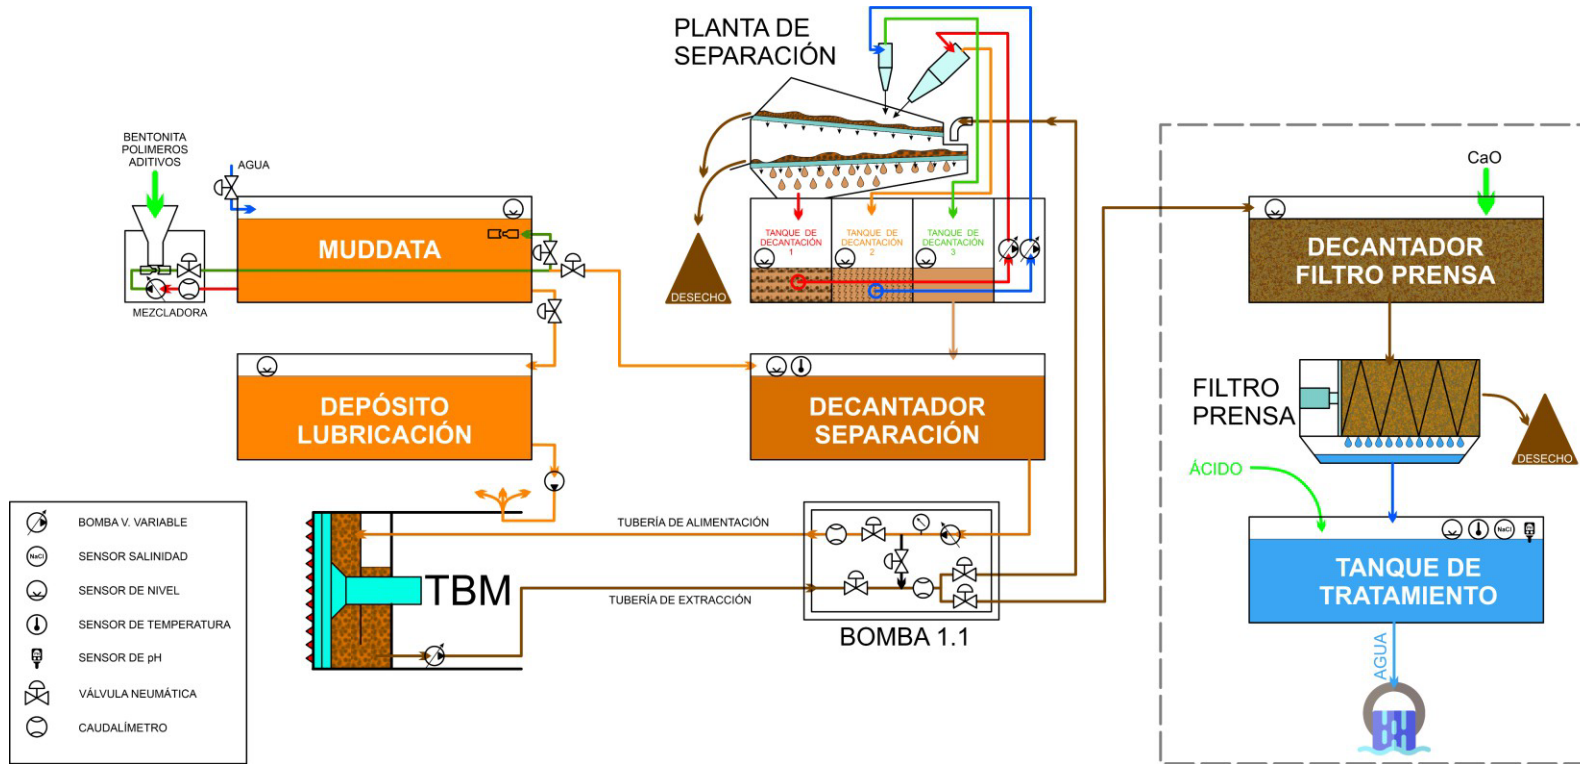 PLANTA DE
SEPARACIÓN
BENTONITA
POLIMEROS
ADITIVOS
AGUA
MUDDATA
MEZCLADORA
TANQUE DE
DECANTACIÓN
1
TANQUE DE
DECANTACIÓN
2
TANQUE DE
DECANTACIÓN
3
DESECHO
CaO
DECANTADOR
FILTRO PRENSA
DEPÓSITO
LUBRICACIÓN
DECANTADOR
SEPARACIÓN
FILTRO
PRENSA
DESECHO
ÁCIDO
NaCl
TANQUE DE
TRATAMIENTO
AGUA
TUBERÍA DE ALIMENTACIÓN
TUBERÍA DE EXTRACCIÓN
TBM
BOMBA 1.1
BOMBA V. VARIABLE
NaCl
SENSOR SALINIDAD
SENSOR DE NIVEL
SENSOR DE TEMPERATURA
SENSOR DE pH
VÁLVULA NEUMÁTICA
CAUDALÍMETRO